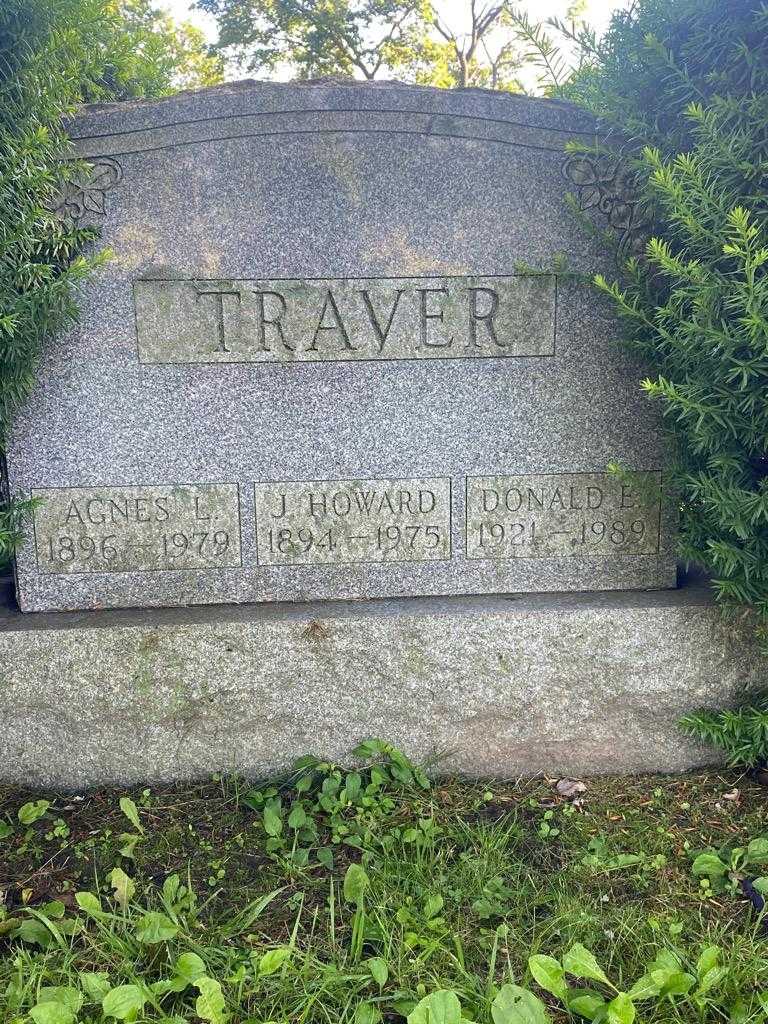 TRAVER
AGNES L.
1896 — 1979
J. HOWARD
1894 — 1975
DONALD E.
1921 — 1989